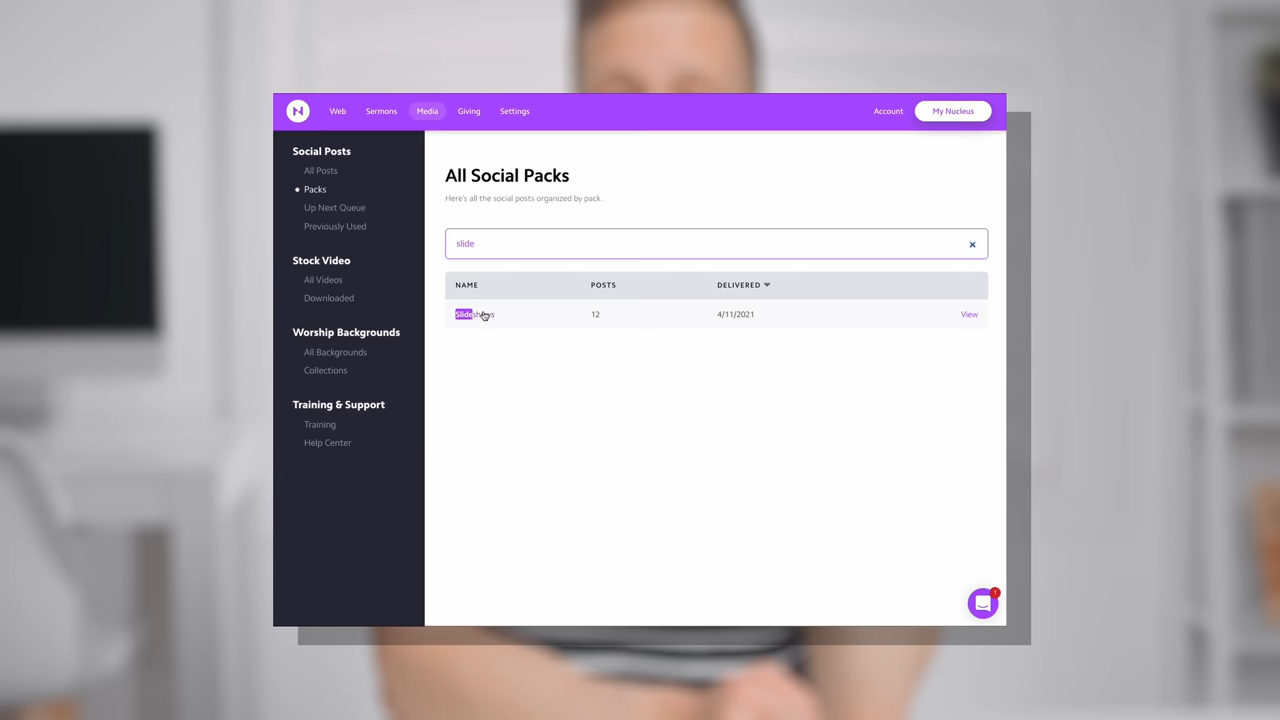 N Web Sermons Media Giving Settings Account My Nucleus
Social Posts
All Posts
Packs
Up Next Queue
Previously Used
Stock Video
All Videos
Downloaded
Worship Backgrounds
All Backgrounds
Collections
Training & Support
Training
Help Center
All Social Packs
Here's all the social posts organized by pack.
slide
NAME POSTS DELIVERED
Slideshows 12 4/11/2021 View
1